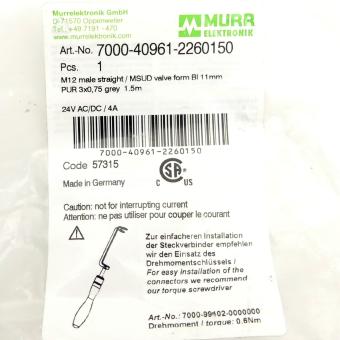 Murrelektronik GmbH
D-71570 Oppenweiler
Tel. +49 7191 -470
www.murrelektronik.com
MURR
ELEKTRONIK
Art.-No. 7000-40961-2260150
Pcs. 1
M12 male straight / MSUD valve form BI 11mm
PUR 3x0,75 grey 1.5m
24V AC/DC / 4A
7000-40961-2260150
Code 57315
Made in Germany
CSA
Caution: not for interrupting current
Attention: ne pas utiliser pour couper le courant
Zur einfacheren Installation
der Steckverbinder empfehlen
wir den Einsatz des
Drehmomentschlüssels /
For easy installation of the
connectors we recommend
our torque screwdriver
Art.-No.: 7000-99102-0000000
Drehmoment / torque: 0.6Nm